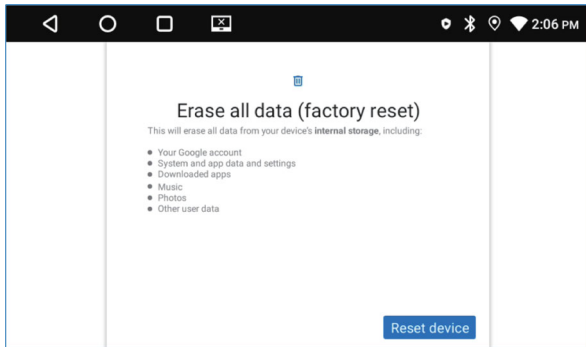 2:06 PM
Erase all data (factory reset)
This will erase all data from your device's internal storage, including:
Your Google account
System and app data and settings
Downloaded apps
Music
Photos
Other user data
Reset device